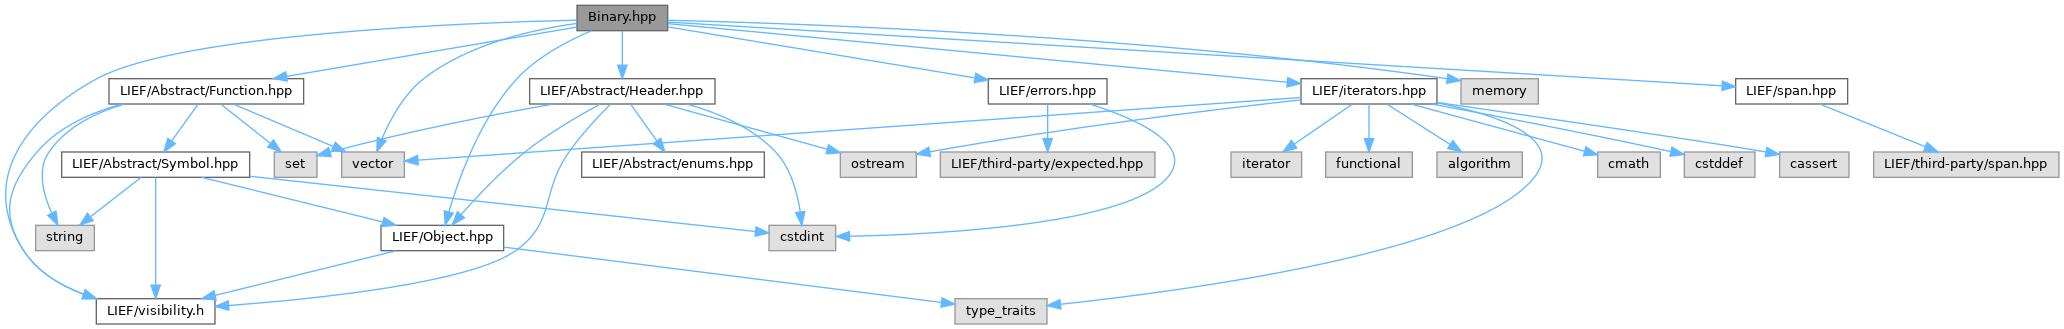 Binary.hpp
LIEF/Abstract/Function.hpp
LIEF/Abstract/Header.hpp
LIEF/errors.hpp
LIEF/iterators.hpp
memory
LIEF/span.hpp
LIEF/Abstract/Symbol.hpp
set
vector
LIEF/Abstract/enums.hpp
ostream
LIEF/third-party/expected.hpp
iterator
functional
algorithm
cmath
cstddef
cassert
LIEF/third-party/span.hpp
string
LIEF/Object.hpp
cstdint
LIEF/visibility.h
type_traits